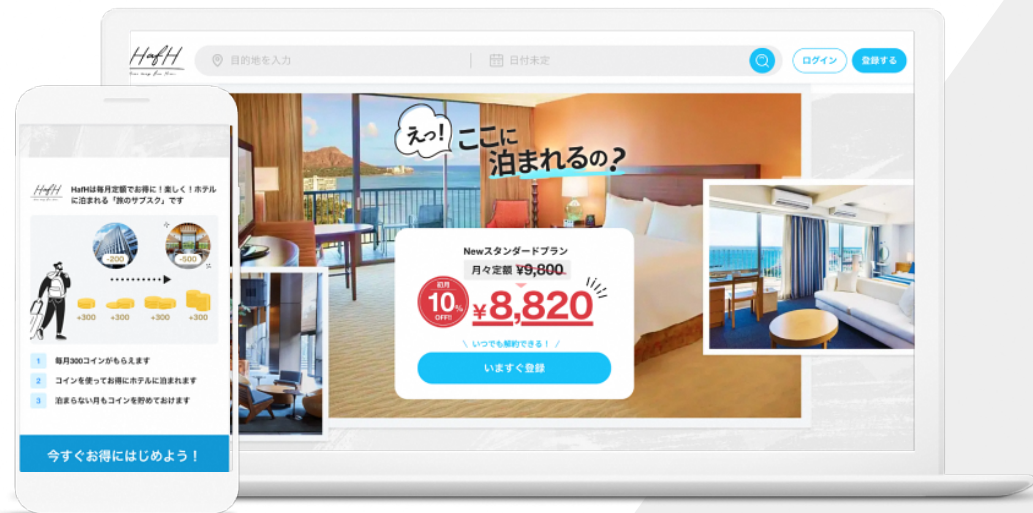 HafH
目的地を入力
日付未定
ログイン
登録する
えっ!
ここに
泊まれるの?
Newスタンダードプラン
月々定額 ¥9,800
初月
10%
OFF!!
¥8,820
\ いつでも解約できる! /
いますぐ登録
HafH
HafHは毎月定額でお得に!楽しく!ホテル
に泊まれる「旅のサブスク」です
-200
-500
+300
+300
+300
+300
1 毎月300コインがもらえます
2 コインを使ってお得にホテルに泊まれます
3 泊まらない月もコインを貯めておけます
今すぐお得にはじめよう!